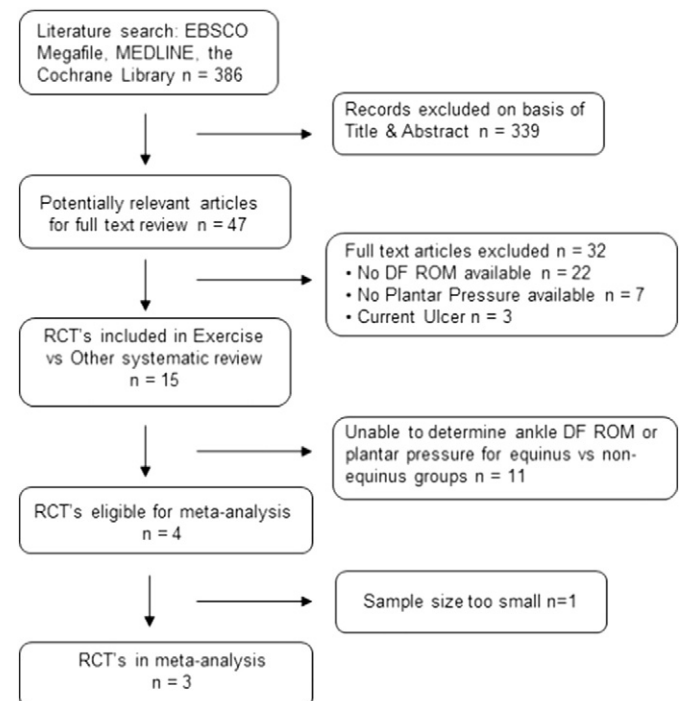 Literature search: EBSCO
Megafile, MEDLINE, the
Cochrane Library n = 386
Records excluded on basis of
Title & Abstract n = 339
Potentially relevant articles
for full text review n = 47
Full text articles excluded n = 32
• No DF ROM available n = 22
• No Plantar Pressure available n = 7
• Current Ulcer n = 3
RCT's included in Exercise
vs Other systematic review
n = 15
Unable to determine ankle DF ROM or
plantar pressure for equinus vs non-
equinus groups n = 11
RCT's eligible for meta-analysis
n = 4
Sample size too small n=1
RCT's in meta-analysis
n = 3